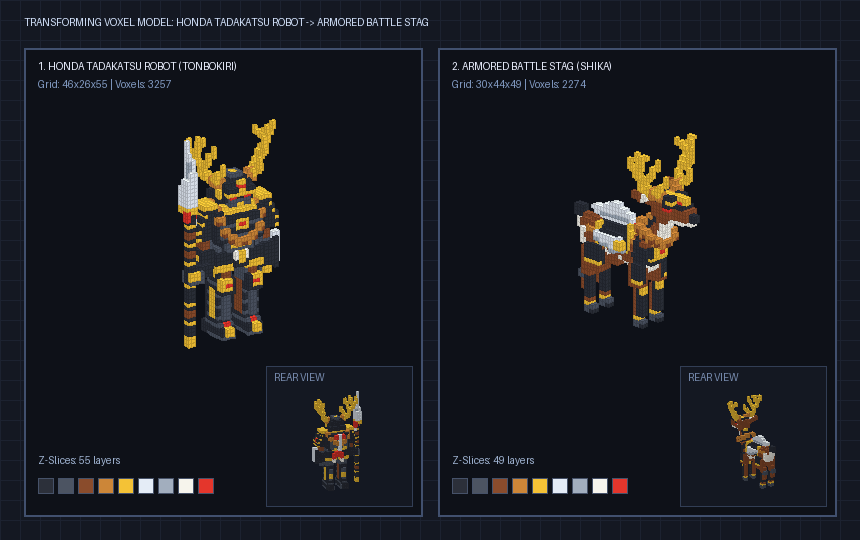 TRANSFORMING VOXEL MODEL: HONDA TADAKATSU ROBOT -> ARMORED BATTLE STAG
1. HONDA TADAKATSU ROBOT (TONBOKIRI)
Grid: 46x26x55 | Voxels: 3257
REAR VIEW
Z-Slices: 55 layers
2. ARMORED BATTLE STAG (SHIKA)
Grid: 30x44x49 | Voxels: 2274
REAR VIEW
Z-Slices: 49 layers